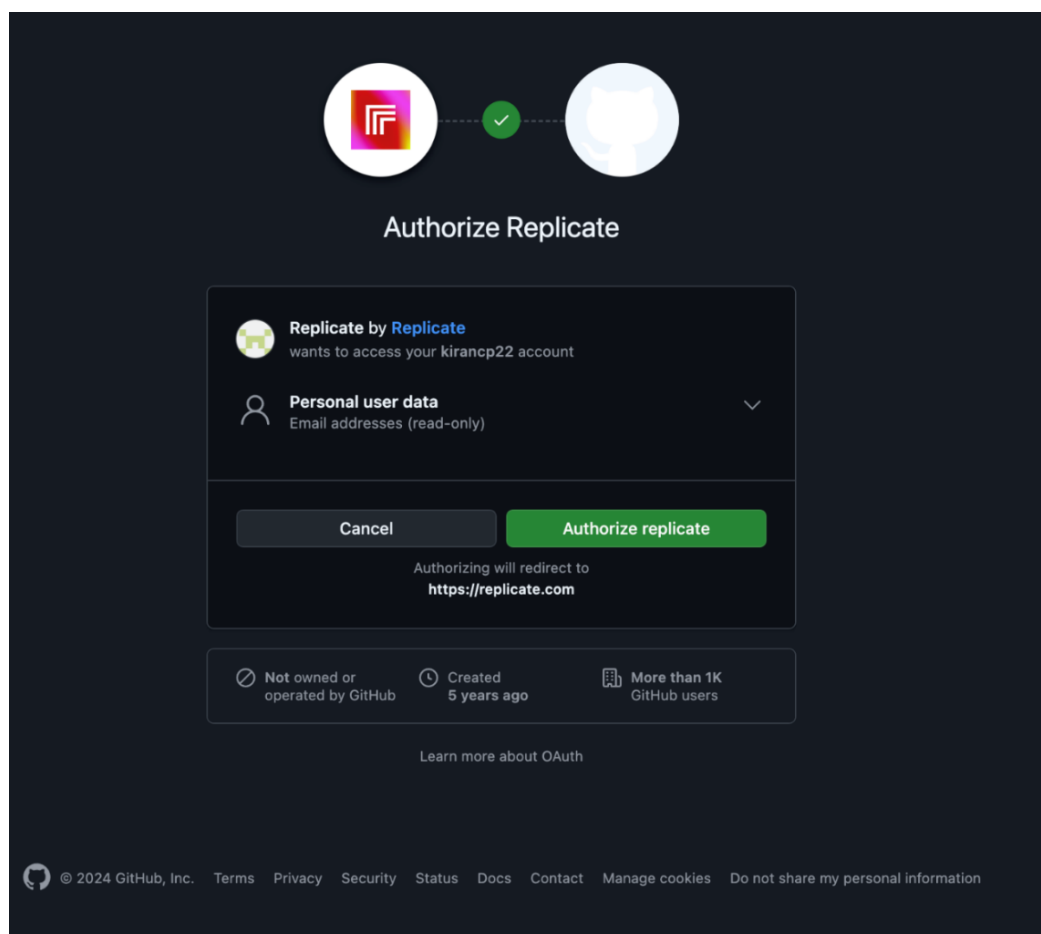 Authorize Replicate
Replicate by Replicate
wants to access your kirancp22 account
Personal user data
Email addresses (read-only)
Cancel
Authorize replicate
Authorizing will redirect to
https://replicate.com
Not owned or
operated by GitHub
Created
5 years ago
More than 1K
GitHub users
Learn more about OAuth
© 2024 GitHub, Inc. Terms Privacy Security Status Docs Contact Manage cookies Do not share my personal information